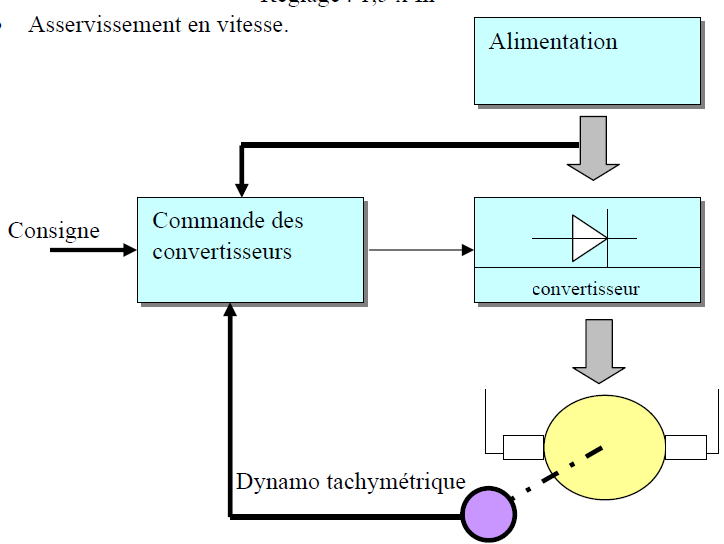 • Asservissement en vitesse.
Alimentation
Consigne
Commande des
convertisseurs
convertisseur
Dynamo tachymétrique